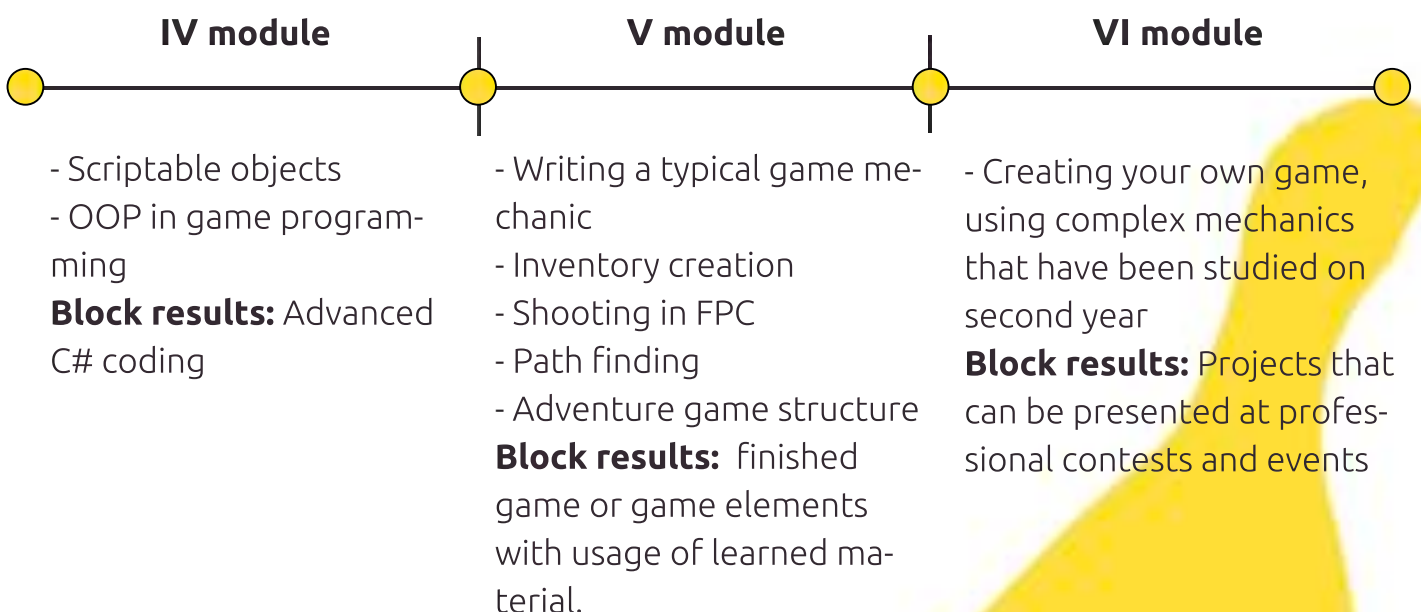 IV module
- Scriptable objects
- OOP in game program-
ming
Block results: Advanced
C# coding
V module
- Writing a typical game me-
chanic
- Inventory creation
- Shooting in FPC
- Path finding
- Adventure game structure
Block results:  finished
game or game elements
with usage of learned ma-
terial.
VI module
- Creating your own game,
using complex mechanics
that have been studied on
second year
Block results: Projects that
can be presented at profes-
sional contests and events